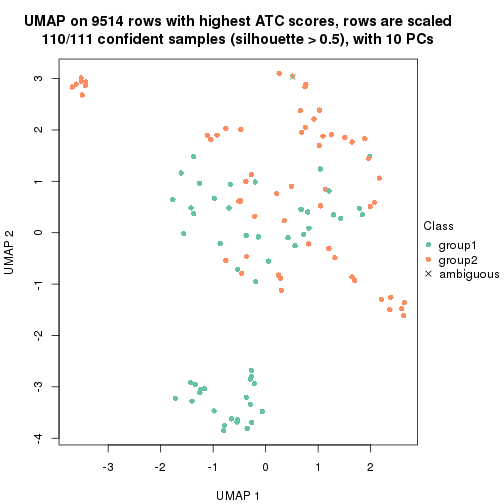 UMAP on 9514 rows with highest ATC scores, rows are scaled
110/111 confident samples (silhouette > 0.5), with 10 PCs
3
2
1
0
-1
-2
-3
-4
UMAP 2
-3
-2
-1
0
1
2
UMAP 1
Class
group1
group2
ambiguous